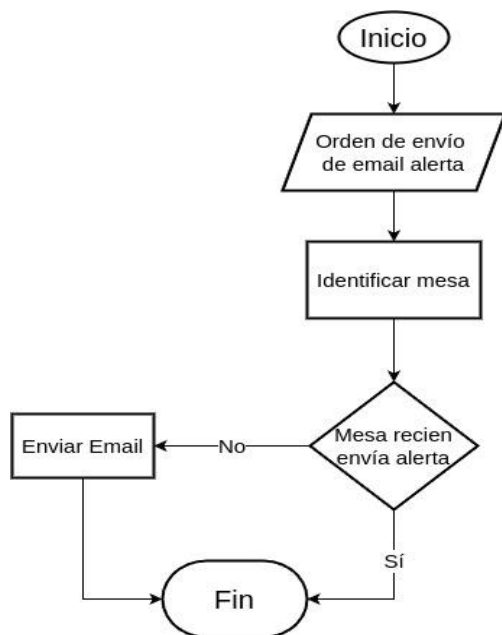 Inicio
Orden de envío
de email alerta
Identificar mesa
Mesa recien
envía alerta
No
Enviar Email
Sí
Fin